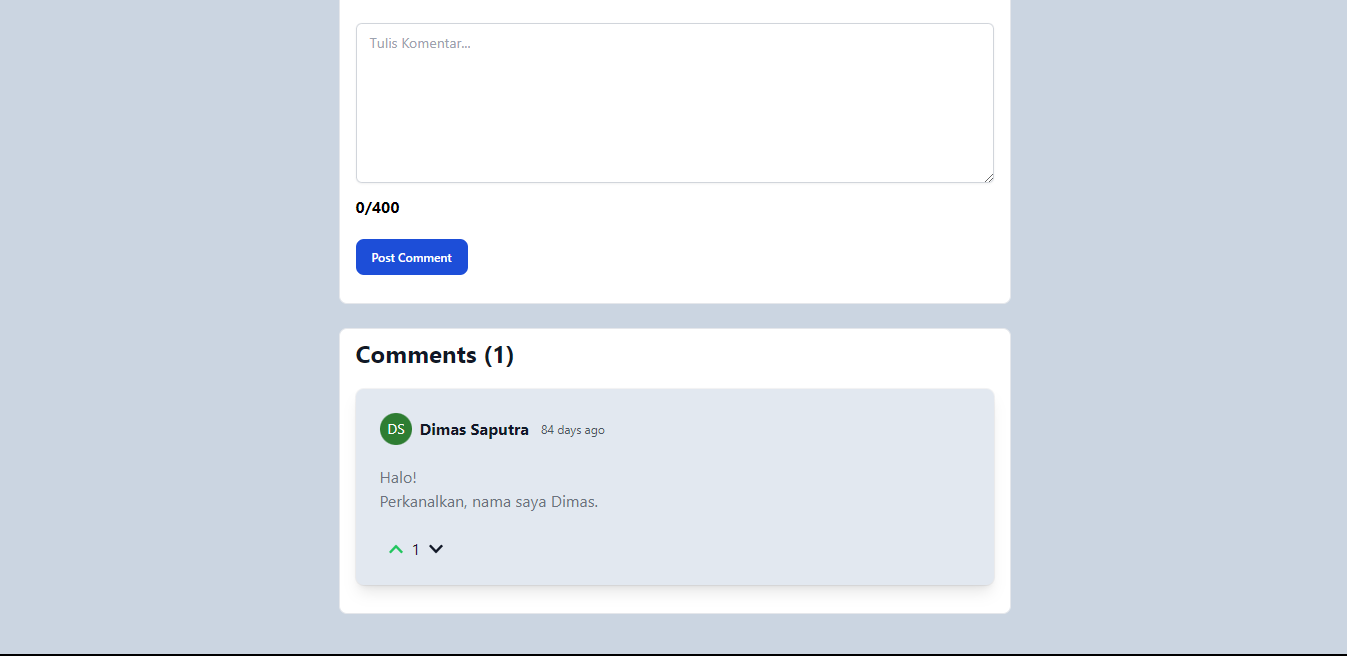 Tulis Komentar...
0/400
Post Comment
Comments (1)
DS Dimas Saputra 84 days ago
Halo!
Perkanalkan, nama saya Dimas.
1